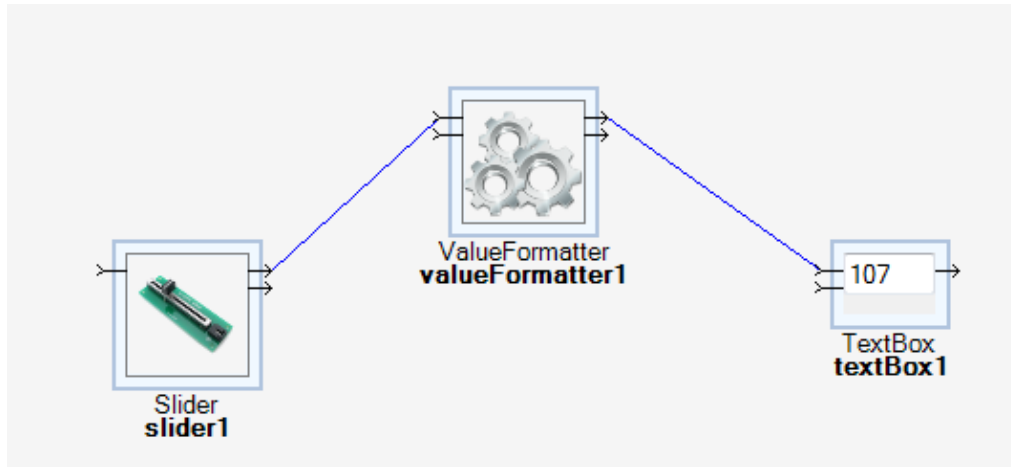 ValueFormatter
valueFormatter1
107
TextBox
textBox1
Slider
slider1